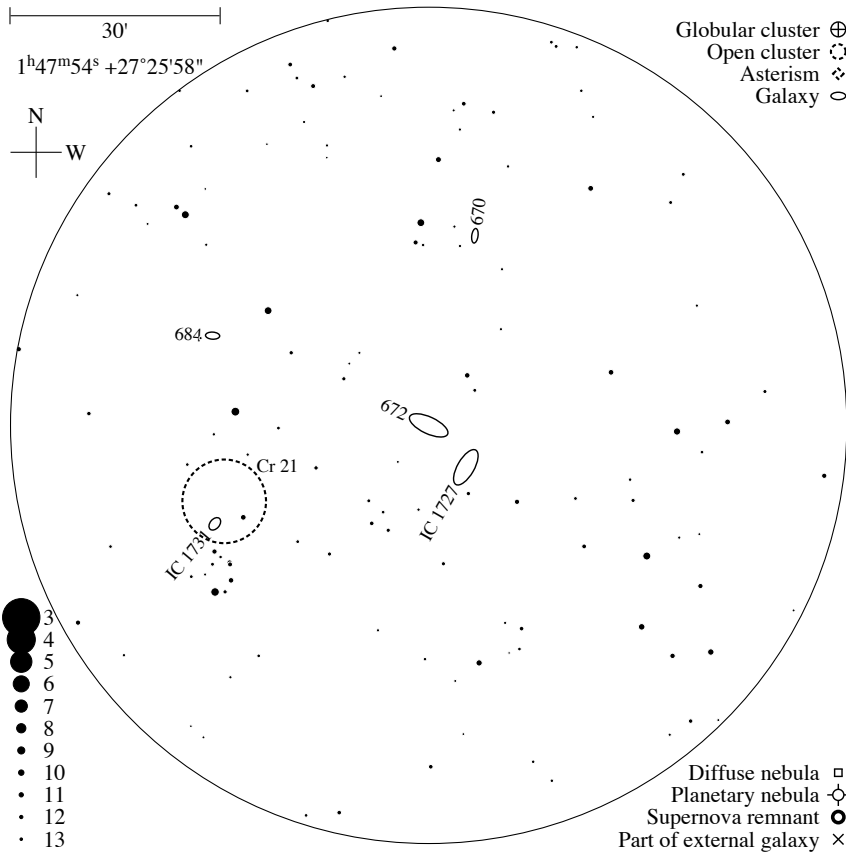 30'
1ʰ47ᵐ54ˢ +27°25'58"
N
W
Globular cluster
Open cluster
Asterism
Galaxy
670
684
672
Cr 21
IC 1727
IC 1731
3
4
5
6
7
8
9
10
11
12
13
Diffuse nebula
Planetary nebula
Supernova remnant
Part of external galaxy